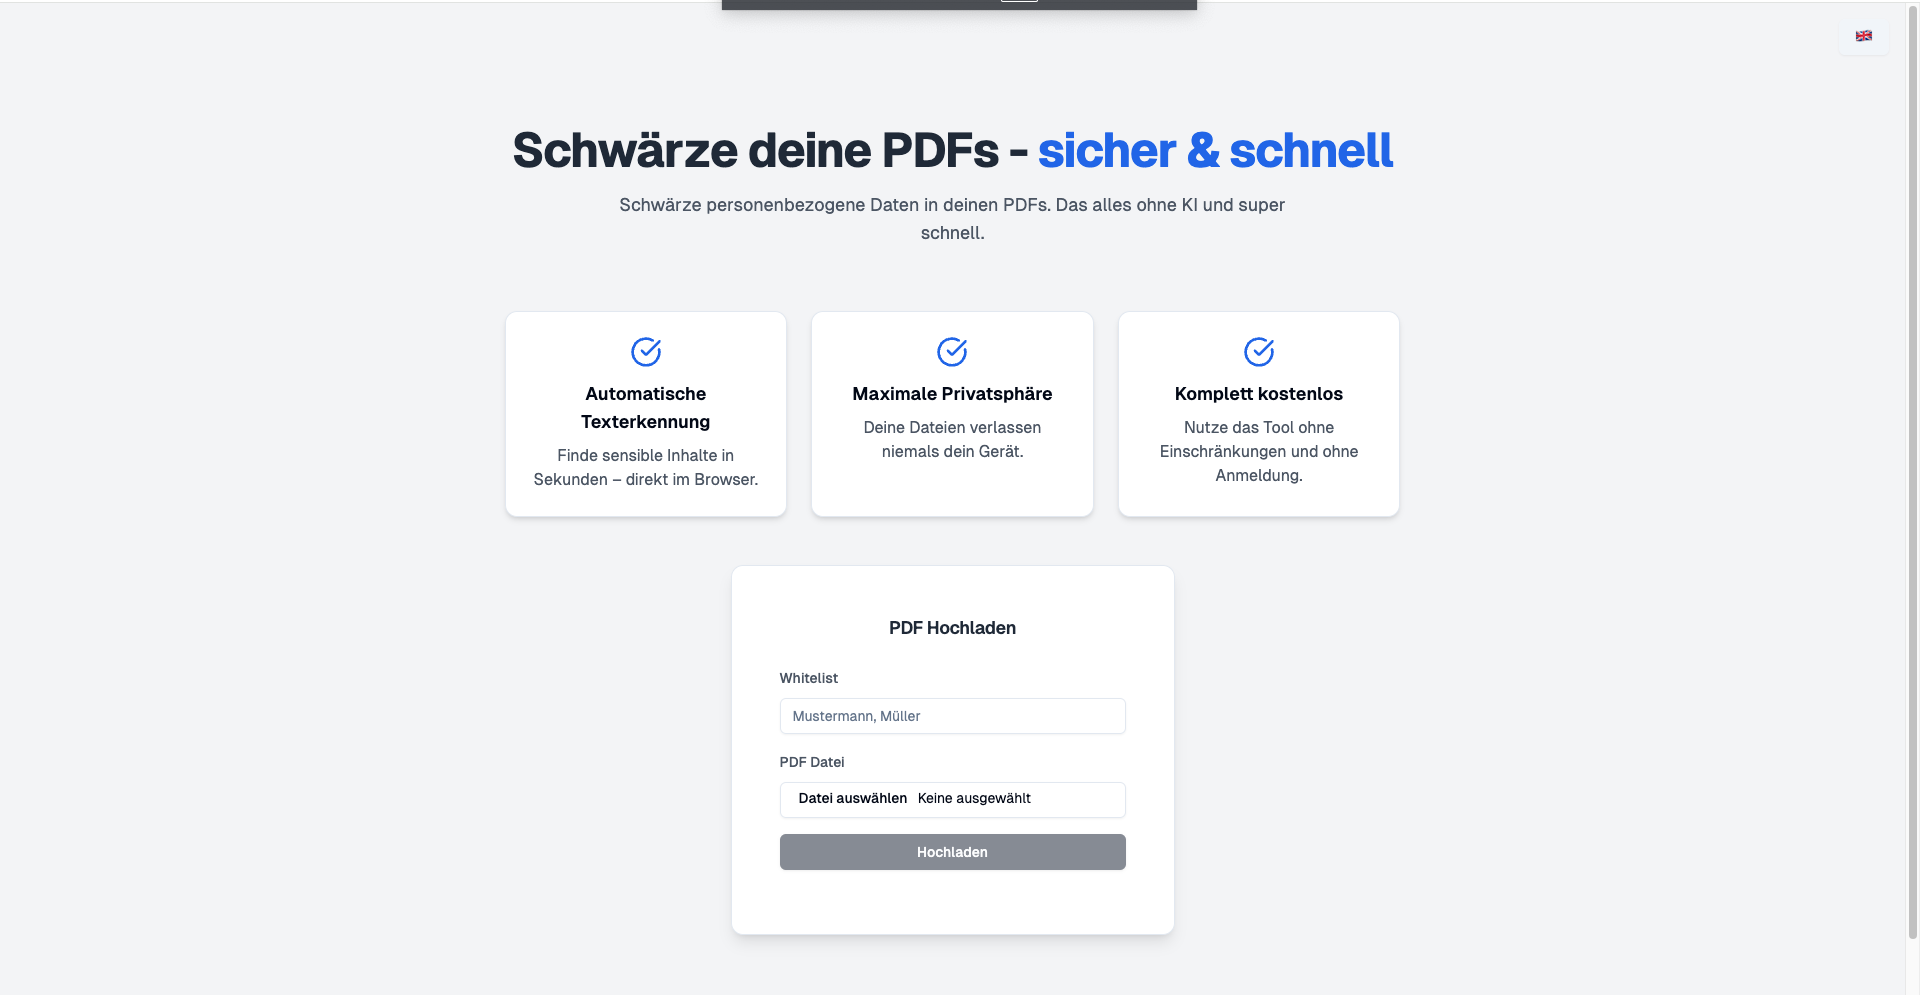 Schwärze deine PDFs - sicher & schnell
Schwärze personenbezogene Daten in deinen PDFs. Das alles ohne KI und super
schnell.
Automatische
Texterkennung
Finde sensible Inhalte in
Sekunden – direkt im Browser.
Maximale Privatsphäre
Deine Dateien verlassen
niemals dein Gerät.
Komplett kostenlos
Nutze das Tool ohne
Einschränkungen und ohne
Anmeldung.
PDF Hochladen
Whitelist
Mustermann, Müller
PDF Datei
Datei auswählen Keine ausgewählt
Hochladen